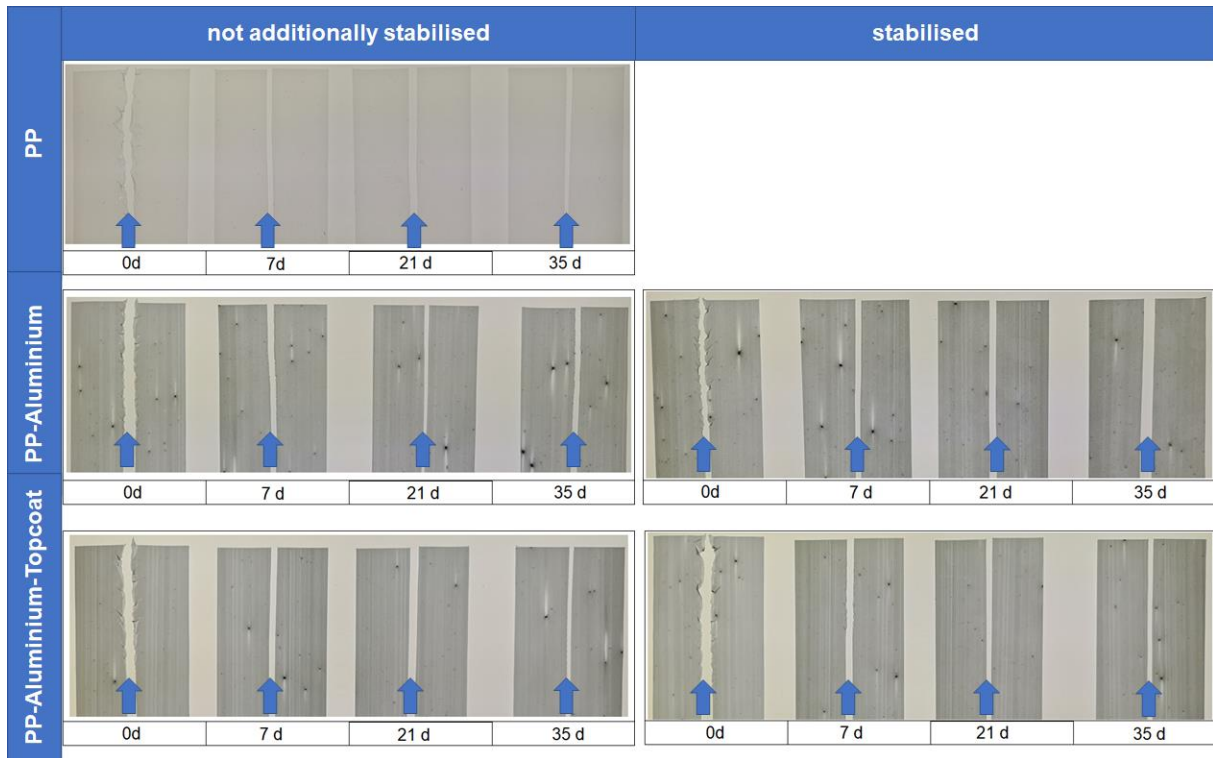 not additionally stabilised
stabilised
PP
0d
7d
21 d
35 d
PP-Aluminium
0d
7 d
21 d
35 d
0d
7 d
21 d
35 d
PP-Aluminium-Topcoat
0d
7 d
21 d
35 d
0d
7 d
21 d
35 d